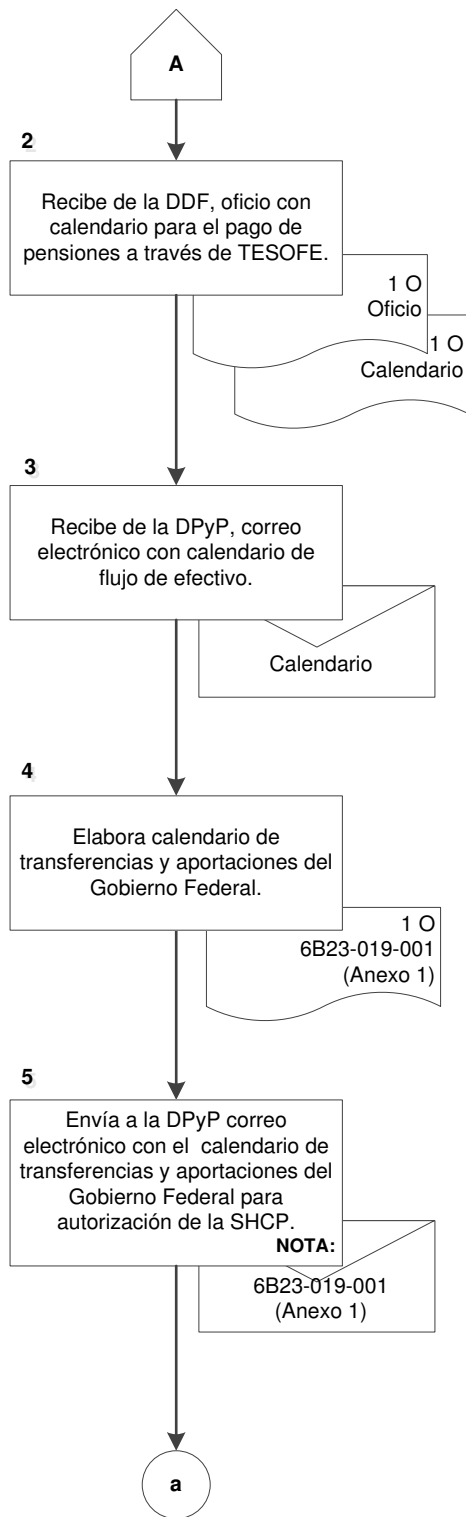 A
2
Recibe de la DDF, oficio con
calendario para el pago de
pensiones a través de TESOFE.
1 O
Oficio
1 O
Calendario
3
Recibe de la DPyP, correo
electrónico con calendario de
flujo de efectivo.
Calendario
4
Elabora calendario de
transferencias y aportaciones del
Gobierno Federal.
1 O
6B23-019-001
(Anexo 1)
5
Envía a la DPyP correo
electrónico con el calendario de
transferencias y aportaciones del
Gobierno Federal para
autorización de la SHCP.
NOTA:
6B23-019-001
(Anexo 1)
a